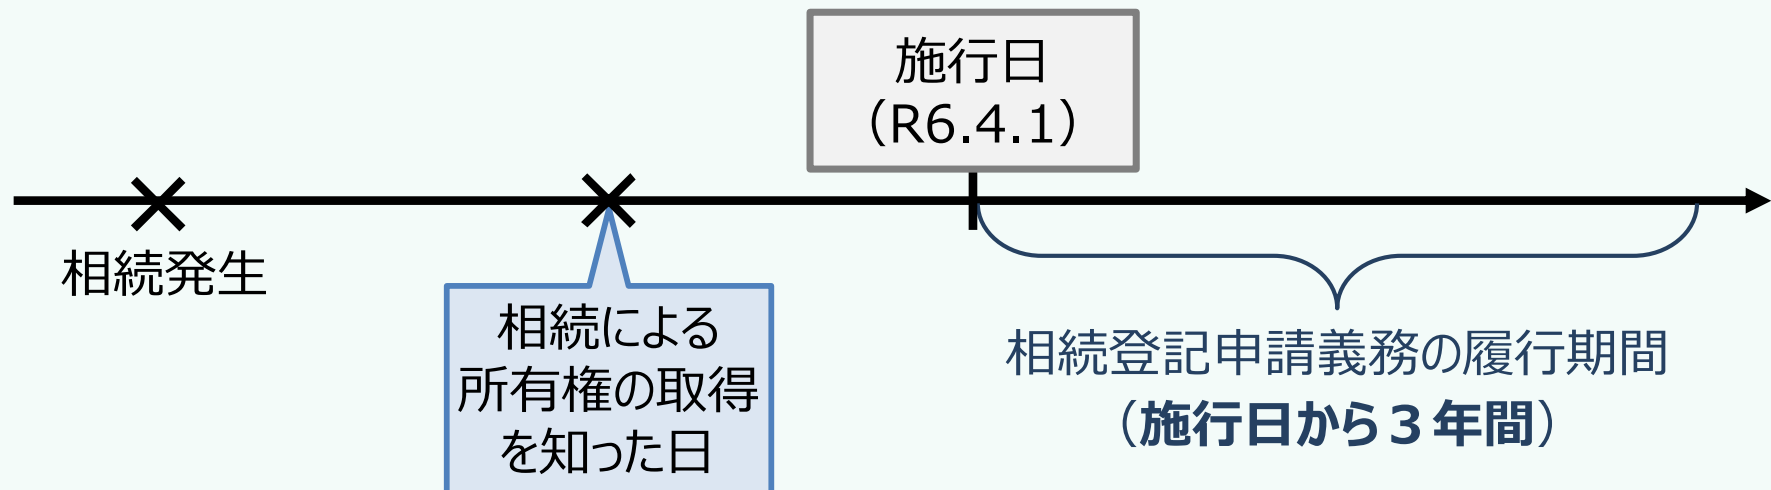 施行日
（R6.4.1）
相続発生
相続による
所有権の取得
を知った日
相続登記申請義務の履行期間
（施行日から３年間）